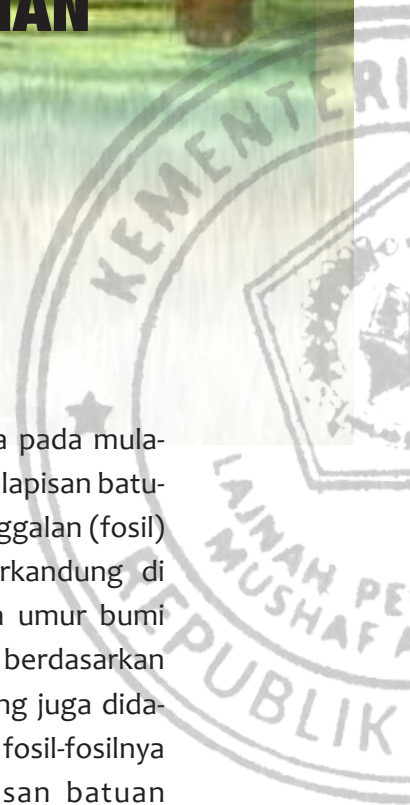 KEMENTERI
a pada mula-
lapisan batu-
ggalan (fosil)
rkandung di
a umur bumi
berdasarkan
ng juga dida-
fosil-fosilnya
san batuan
LAJNAH PE
MUSHAF A
REPUBLIK